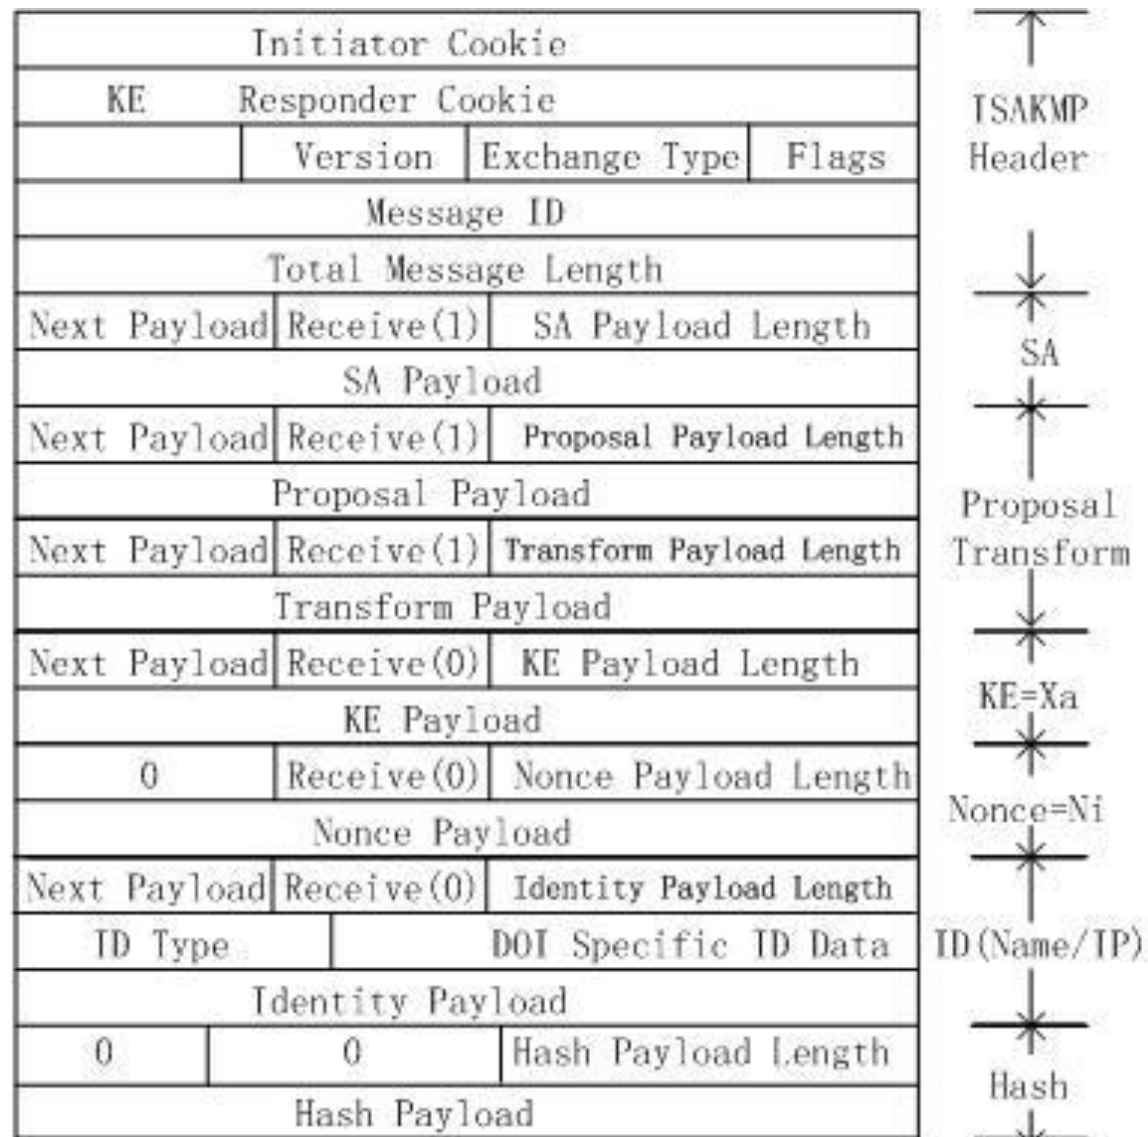 Initiator Cookie
KE Responder Cookie
ISAKMP
Version Exchange Type Flags
Header
Message ID
Total Message Length
Next Payload Receive(1) SA Payload Length
SA
SA Payload
Next Payload Receive(1) Proposal Payload Length
Proposal Payload
Proposal
Next Payload Receive(1) Transform Payload Length
Transform
Transform Payload
Next Payload Receive(0) KE Payload Length
KE=Xa
KE Payload
0 Receive(0) Nonce Payload Length
Nonce=Ni
Nonce Payload
Next Payload Receive(0) Identity Payload Length
ID Type DOI Specific ID Data
ID(Name/IP)
Identity Payload
0 0 Hash Payload Length
Hash
Hash Payload